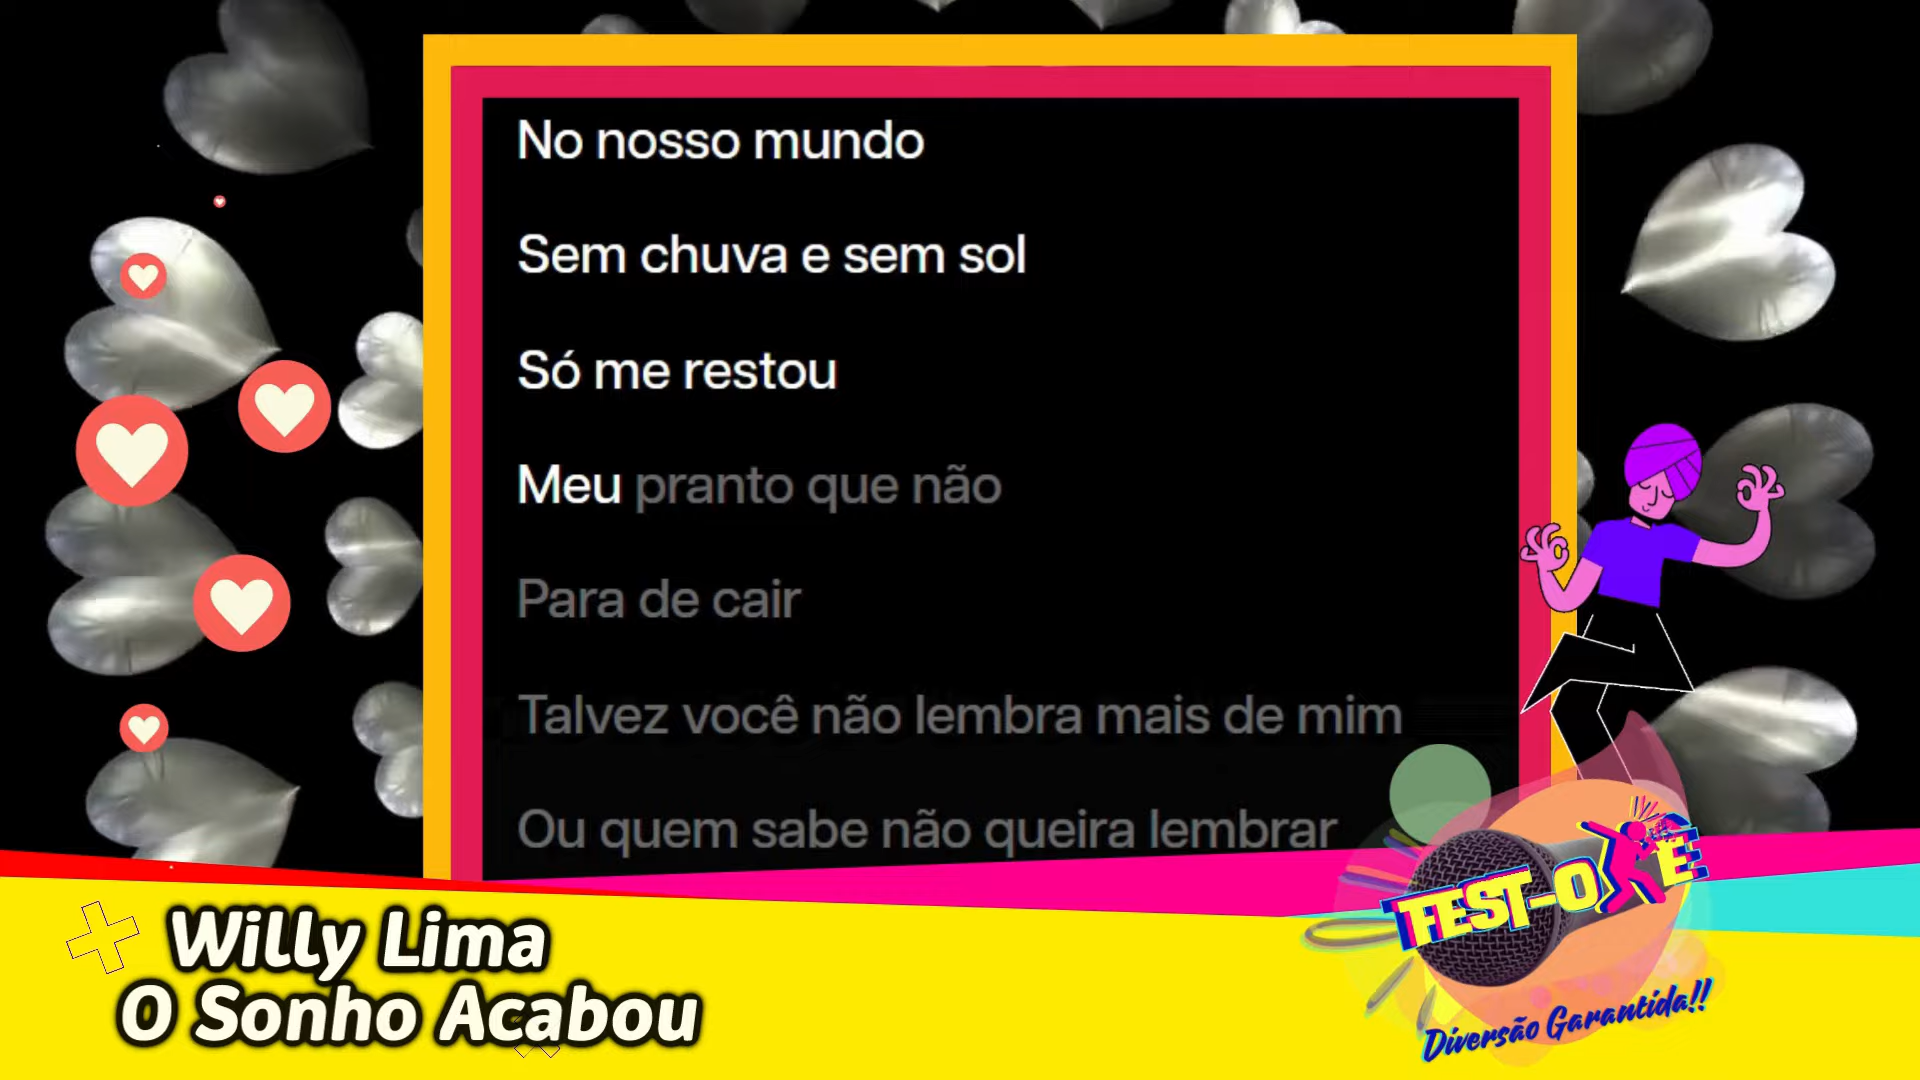 No nosso mundo
Sem chuva e sem sol
Só me restou
Meu pranto que não
Para de cair
Talvez você não lembra mais de mim
Ou quem sabe não queira lembrar
Willy Lima
O Sonho Acabou
TEST-OKÊ
Diversão Garantida!!